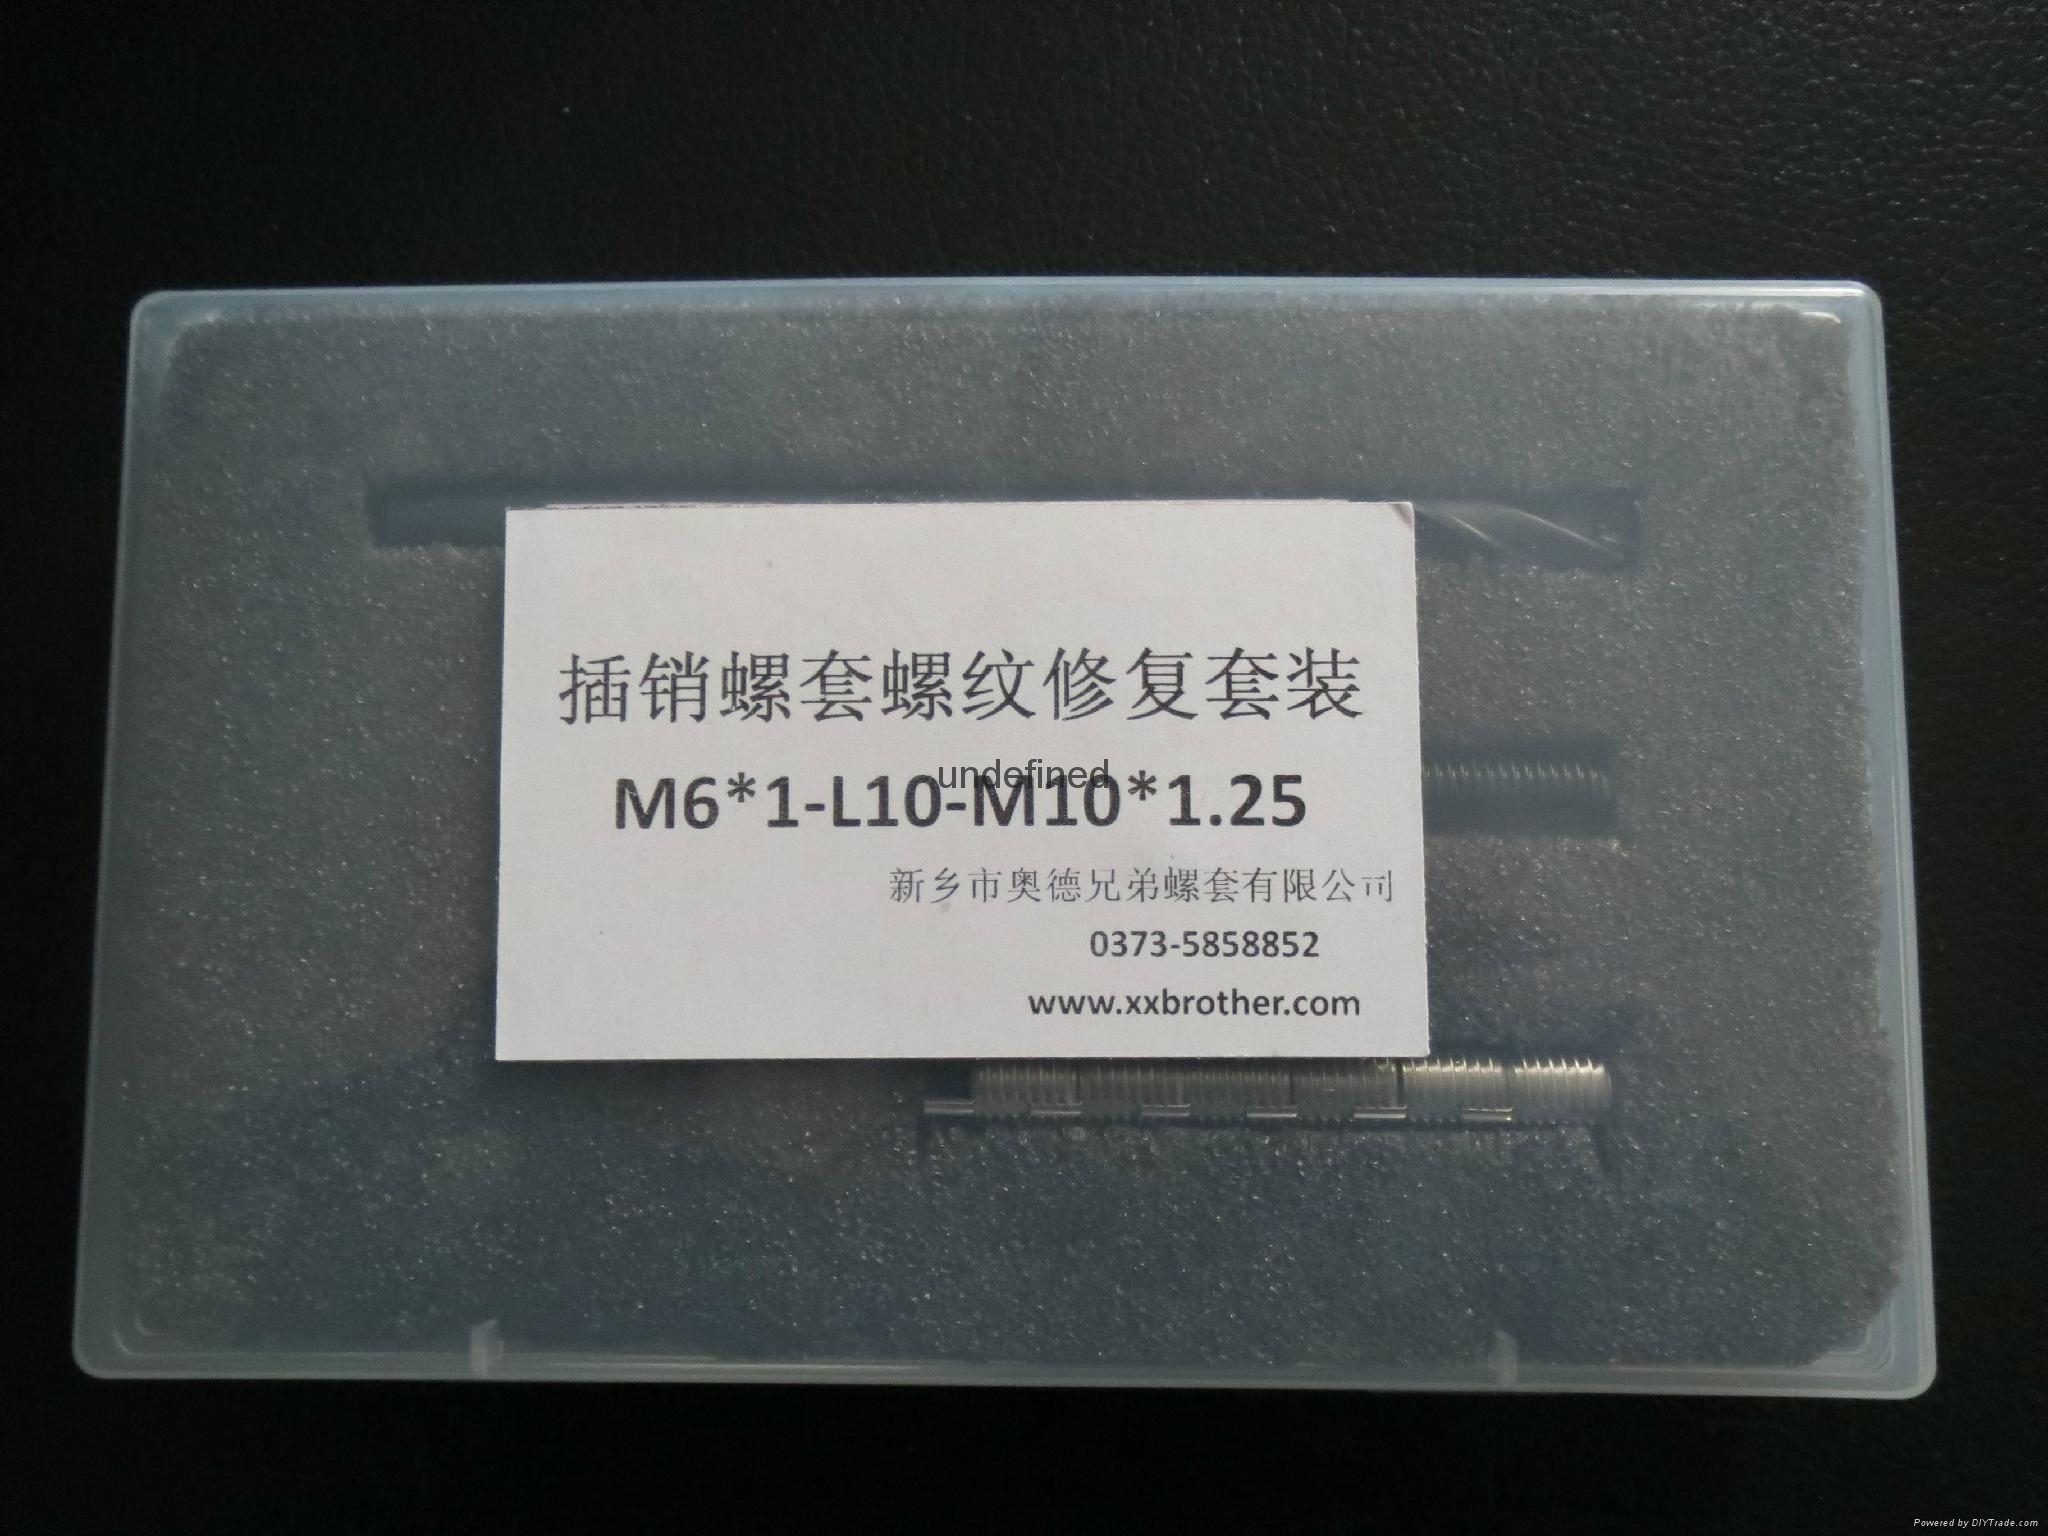 插销螺套螺纹修复套装
undefined
M6*1-L10-M10*1.25
新乡市奥德兄弟螺套有限公司
0373-5858852
www.xxbrother.com
Powered by DIYTrade.com